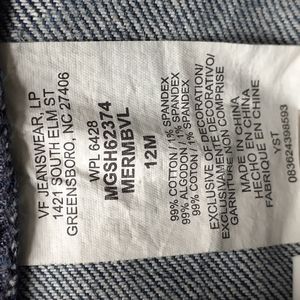 VF JEANSWEAR, LP
1421 SOUTH ELM ST
GREENSBORO, NC 27406
WPL 6428
MGSH62374
MERMBVL
12M
99% COTTON / 1% SPANDEX
99% ALGODON / 1% SPANDEX
99% COTON / 1% SPANDEX
EXCLUSIVE OF DECORATION/
EXCLUSIVAMENTE DE DECORATIVO/
GARNITURE NON COMPRISE
MADE IN CHINA
HECHO EN CHINA
FABRIQUE EN CHINE
YST
083624398593